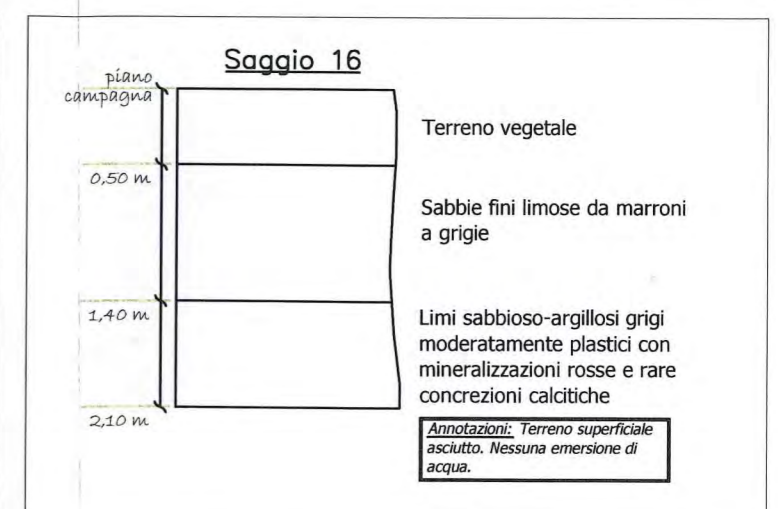 Saggio 16
piano
campagna
Terreno vegetale
0,50 m
Sabbie fini limose da marroni
a grigie
1,40 m
Limi sabbioso-argillosi grigi
moderatamente plastici con
mineralizzazioni rosse e rare
concrezioni calcitiche
2,10 m
Annotazioni: Terreno superficiale
asciutto. Nessuna emersione di
acqua.